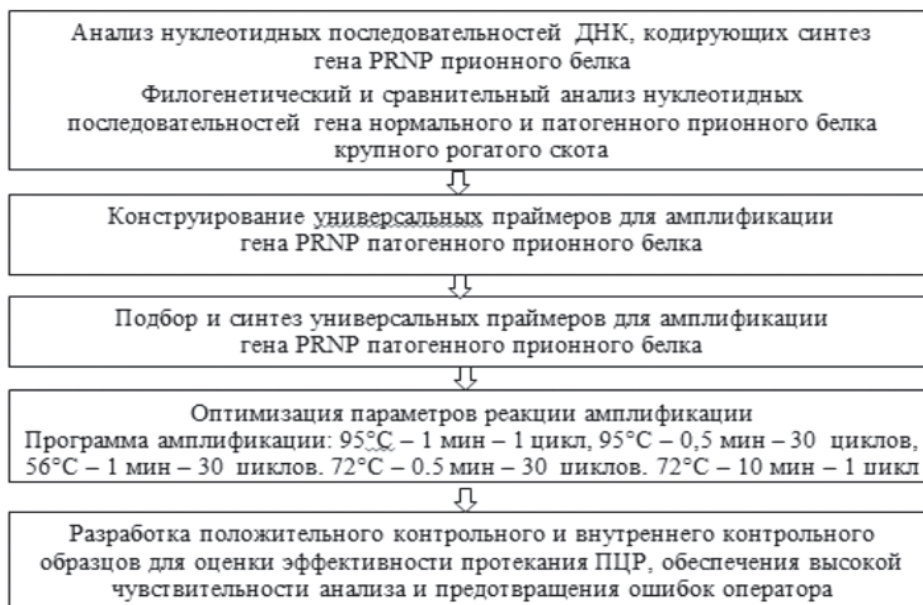 Анализ нуклеотидных последовательностей ДНК, кодирующих синтез
гена PRNP прионного белка
Филогенетический и сравнительный анализ нуклеотидных
последовательностей гена нормального и патогенного прионного белка
крупного рогатого скота
Конструирование универсальных праймеров для амплификации
гена PRNP патогенного прионного белка
Подбор и синтез универсальных праймеров для амплификации
гена PRNP патогенного прионного белка
Оптимизация параметров реакции амплификации
Программа амплификации: 95°С – 1 мин – 1 цикл, 95°С – 0,5 мин – 30 циклов,
56°С – 1 мин – 30 циклов. 72°С – 0.5 мин – 30 циклов. 72°С – 10 мин – 1 цикл
Разработка положительного контрольного и внутреннего контрольного
образцов для оценки эффективности протекания ПЦР, обеспечения высокой
чувствительности анализа и предотвращения ошибок оператора